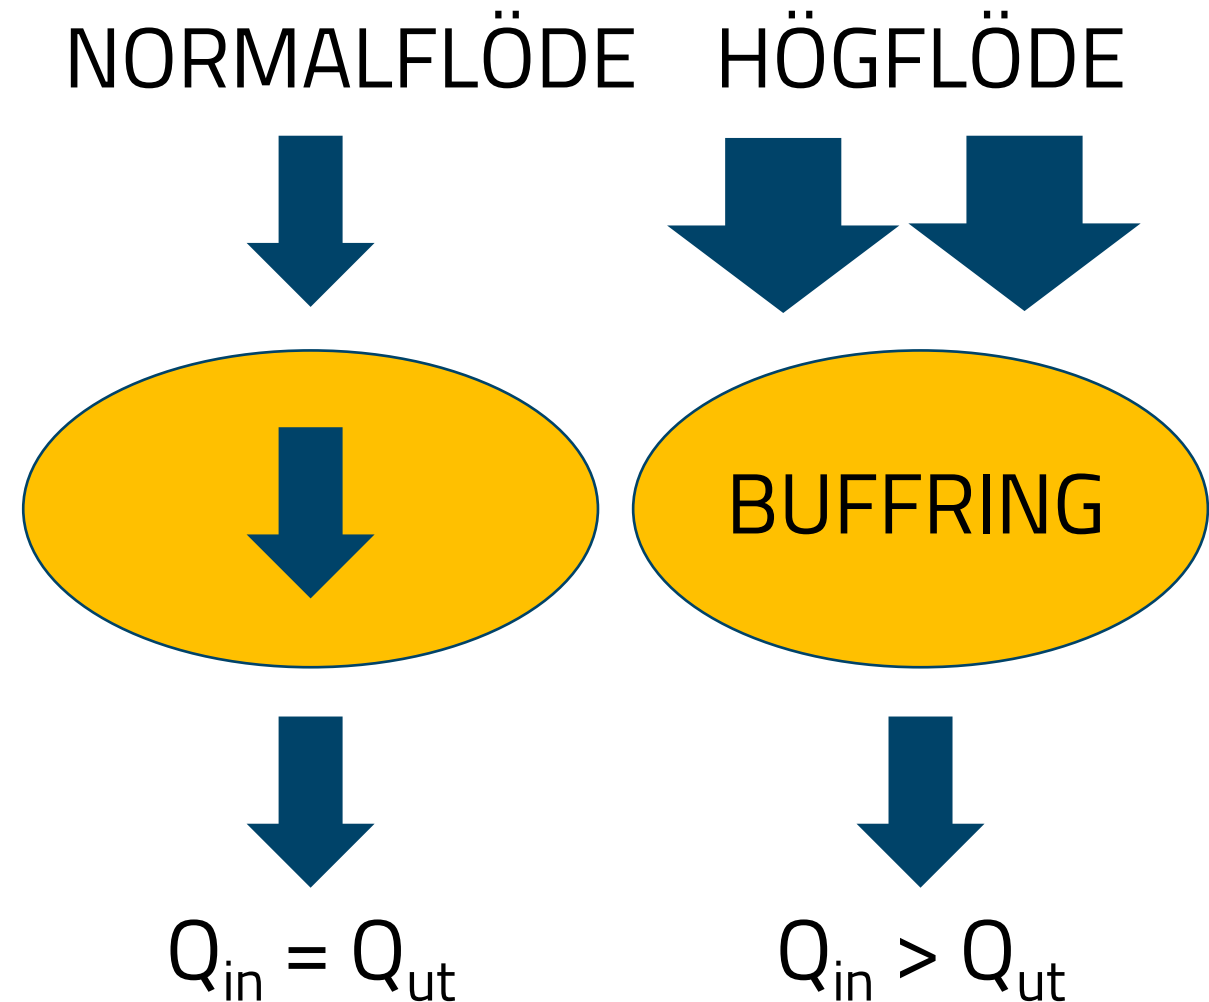 NORMALFLÖDE
HÖGFLÖDE
BUFFRING
Qin = Qut
Qin > Qut